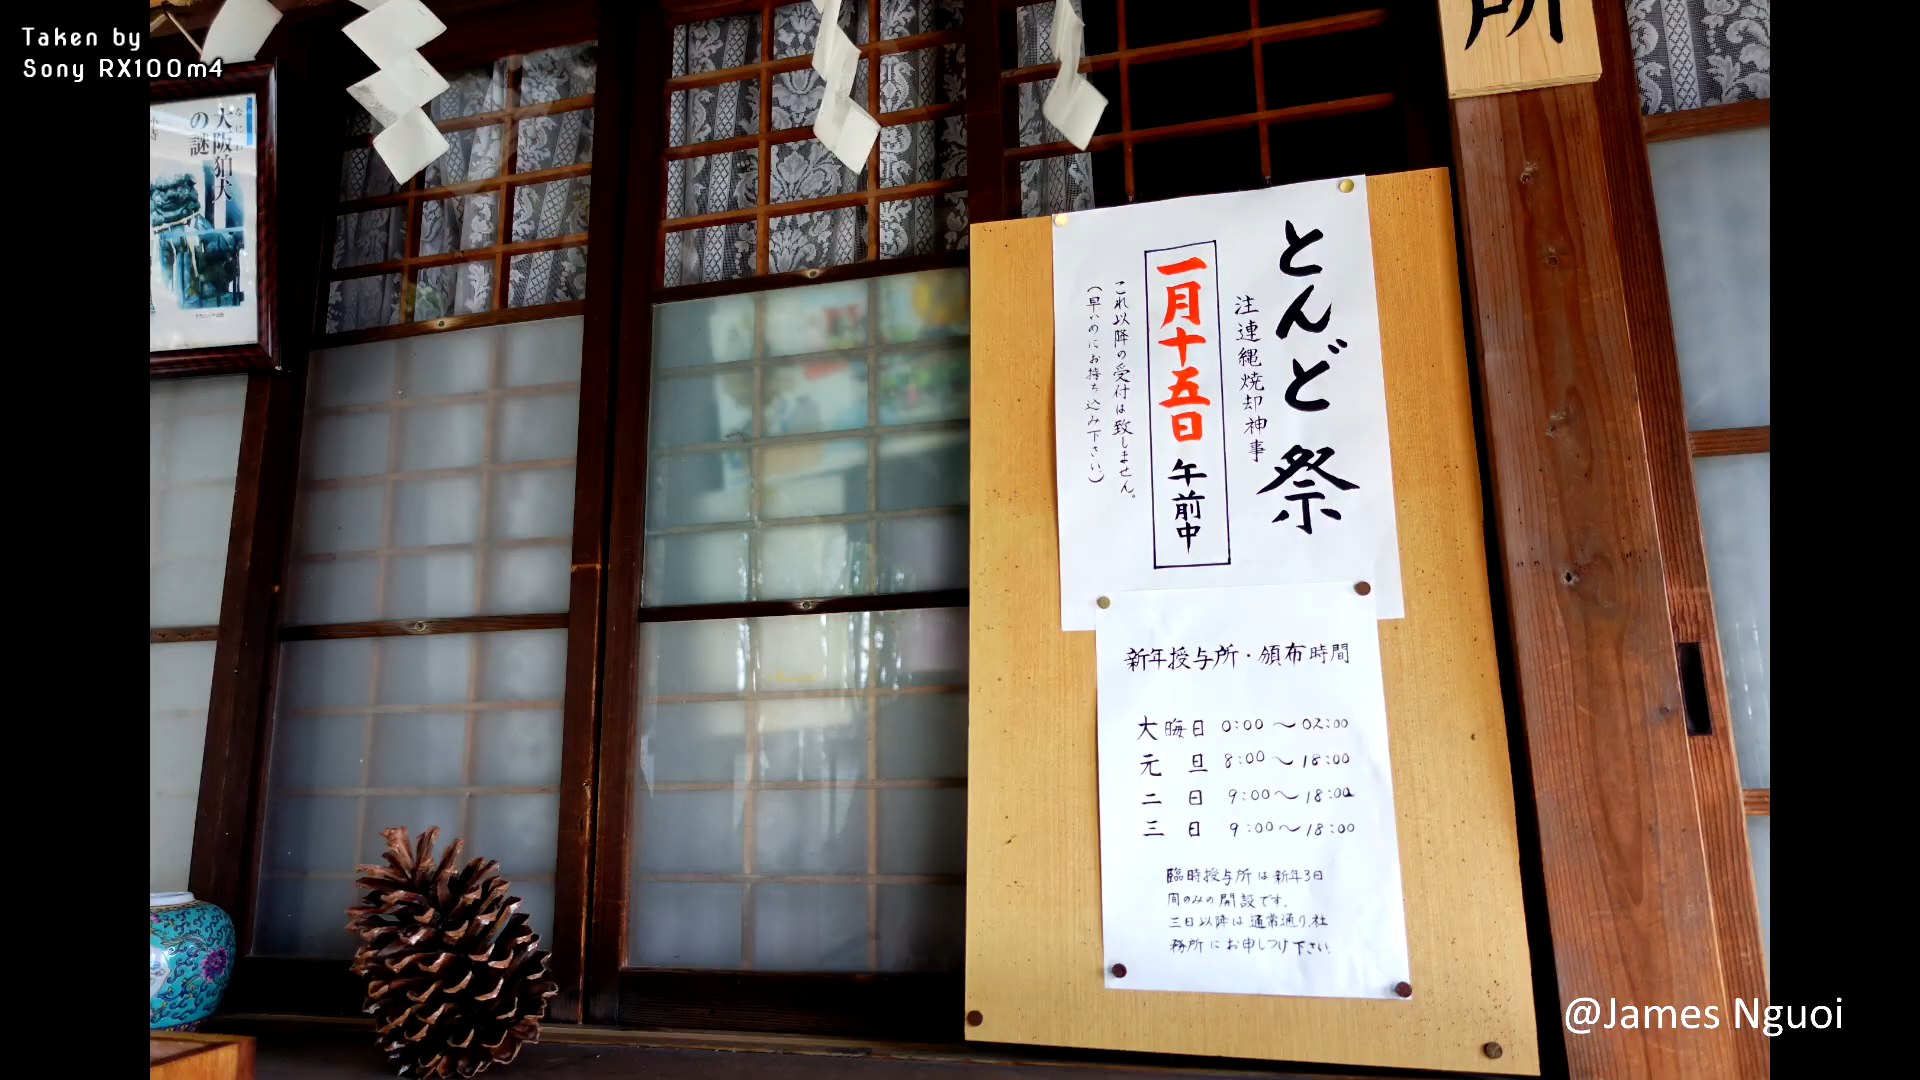 Taken by
Sony RX100m4
なにわ
大阪狛犬
の謎
所
とんど祭
注連縄焼却神事
一月十五日 午前中
これ以降の受付は致しません。
(早いめにお持ち込み下さい)
新年授与所・頒布時間
大晦日 0:00 〜 02:00
元旦 8:00 〜 18:00
二日 9:00 〜 18:00
三日 9:00 〜 18:00
臨時授与所は新年3日
間のみの開設です。
三日以降は通常通り、社
務所にお申しつけ下さい。
@James Nguoi